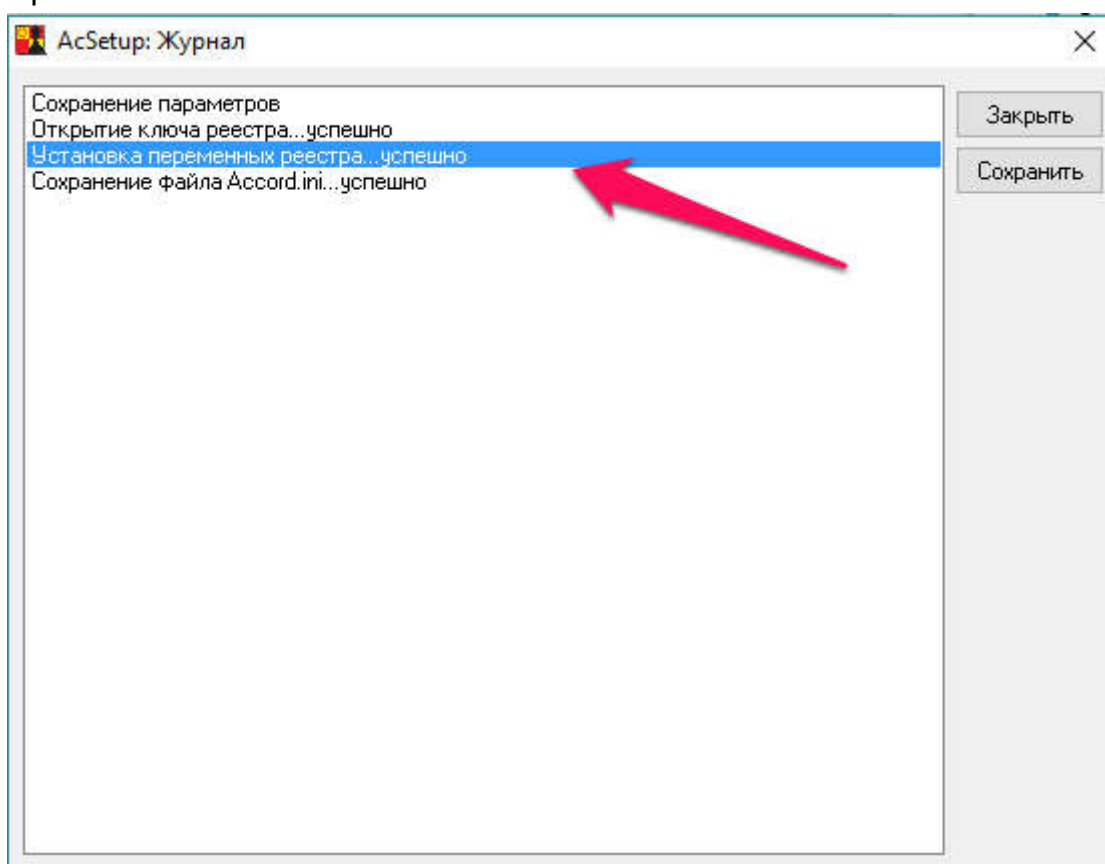 AcSetup: Журнал
Сохранение параметров
Открытие ключа реестра...успешно
Установка переменных реестра...успешно
Сохранение файла Accord.ini...успешно
Закрыть
Сохранить